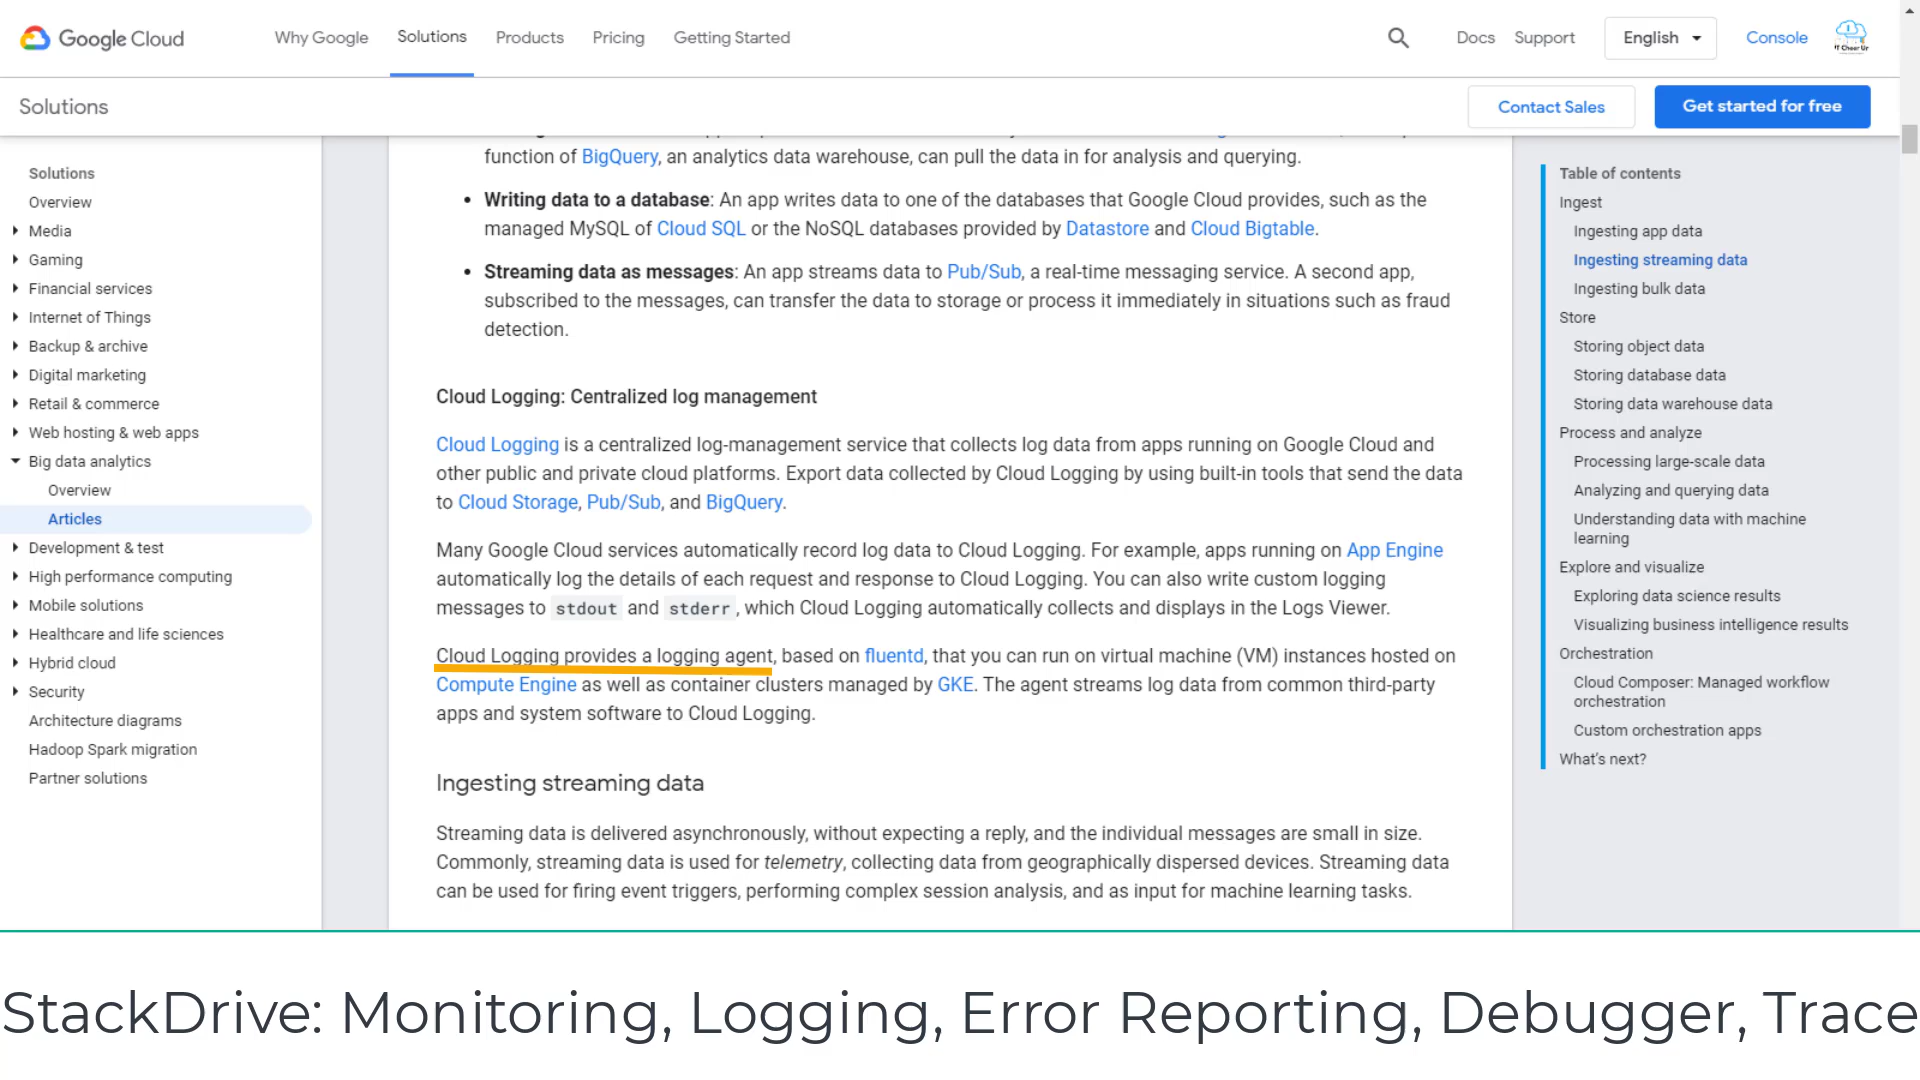 Google Cloud
Why Google
Solutions
Products
Pricing
Getting Started
Docs
Support
English
Console
IT Cheer Up
Solutions
Contact Sales
Get started for free
Solutions
Overview
Media
Gaming
Financial services
Internet of Things
Backup & archive
Digital marketing
Retail & commerce
Web hosting & web apps
Big data analytics
Overview
Articles
Development & test
High performance computing
Mobile solutions
Healthcare and life sciences
Hybrid cloud
Security
Architecture diagrams
Hadoop Spark migration
Partner solutions
function of BigQuery, an analytics data warehouse, can pull the data in for analysis and querying.
• Writing data to a database: An app writes data to one of the databases that Google Cloud provides, such as the
managed MySQL of Cloud SQL or the NoSQL databases provided by Datastore and Cloud Bigtable.
• Streaming data as messages: An app streams data to Pub/Sub, a real-time messaging service. A second app,
subscribed to the messages, can transfer the data to storage or process it immediately in situations such as fraud
detection.
Cloud Logging: Centralized log management
Cloud Logging is a centralized log-management service that collects log data from apps running on Google Cloud and
other public and private cloud platforms. Export data collected by Cloud Logging by using built-in tools that send the data
to Cloud Storage, Pub/Sub, and BigQuery.
Many Google Cloud services automatically record log data to Cloud Logging. For example, apps running on App Engine
automatically log the details of each request and response to Cloud Logging. You can also write custom logging
messages to stdout and stderr, which Cloud Logging automatically collects and displays in the Logs Viewer.
Cloud Logging provides a logging agent, based on fluentd, that you can run on virtual machine (VM) instances hosted on
Compute Engine as well as container clusters managed by GKE. The agent streams log data from common third-party
apps and system software to Cloud Logging.
Ingesting streaming data
Streaming data is delivered asynchronously, without expecting a reply, and the individual messages are small in size.
Commonly, streaming data is used for telemetry, collecting data from geographically dispersed devices. Streaming data
can be used for firing event triggers, performing complex session analysis, and as input for machine learning tasks.
Table of contents
Ingest
Ingesting app data
Ingesting streaming data
Ingesting bulk data
Store
Storing object data
Storing database data
Storing data warehouse data
Process and analyze
Processing large-scale data
Analyzing and querying data
Understanding data with machine
learning
Explore and visualize
Exploring data science results
Visualizing business intelligence results
Orchestration
Cloud Composer: Managed workflow
orchestration
Custom orchestration apps
What's next?
StackDrive: Monitoring, Logging, Error Reporting, Debugger, Trace